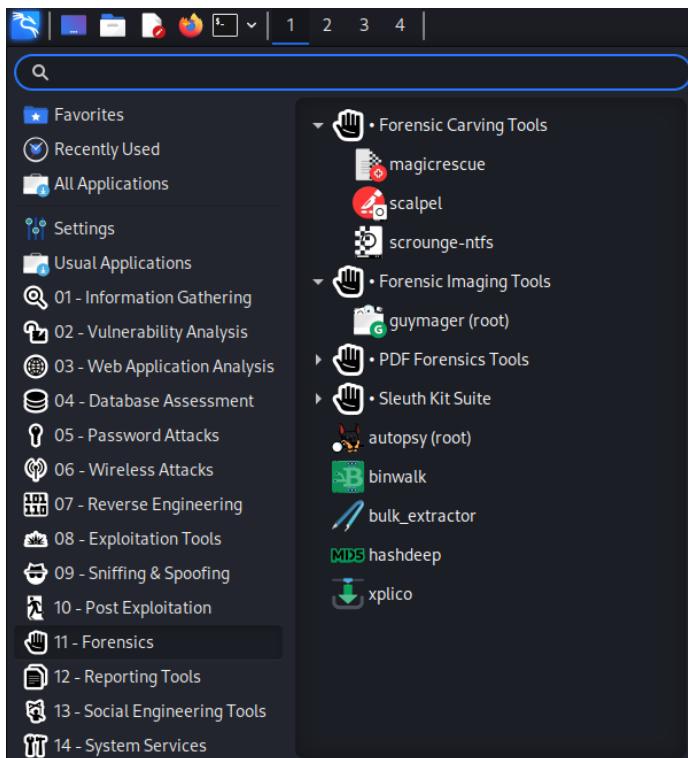 1 2 3 4
Favorites
Recently Used
All Applications
Settings
Usual Applications
01 - Information Gathering
02 - Vulnerability Analysis
03 - Web Application Analysis
04 - Database Assessment
05 - Password Attacks
06 - Wireless Attacks
07 - Reverse Engineering
08 - Exploitation Tools
09 - Sniffing & Spoofing
10 - Post Exploitation
11 - Forensics
12 - Reporting Tools
13 - Social Engineering Tools
14 - System Services
• Forensic Carving Tools
magicrescue
scalpel
scrounge-ntfs
• Forensic Imaging Tools
G
guymager (root)
• PDF Forensics Tools
• Sleuth Kit Suite
autopsy (root)
B
binwalk
bulk_extractor
MD5
hashdeep
xplico